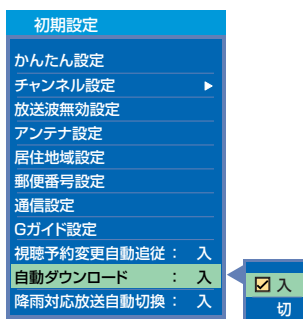 初期設定
かんたん設定
チャンネル設定 ▶
放送波無効設定
アンテナ設定
居住地域設定
郵便番号設定
通信設定
Gガイド設定
視聴予約変更自動追従： 入
自動ダウンロード ： 入
降雨対応放送自動切換： 入
☑ 入
切